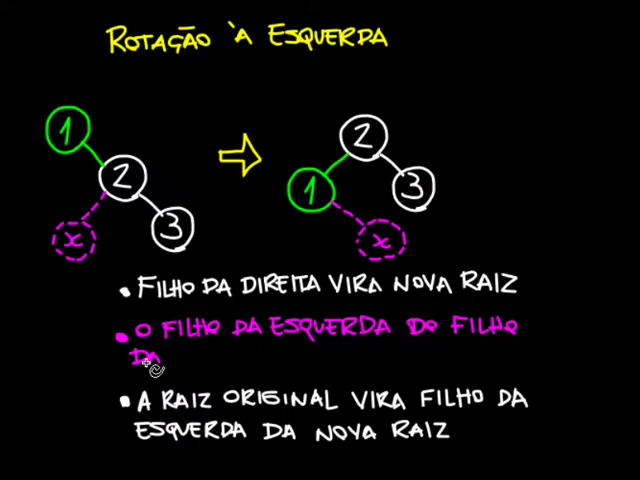 ROTAÇÃO À ESQUERDA
1 2
2 1 3
x 3 x
• FILHO DA DIREITA VIRA NOVA RAIZ
• O FILHO DA ESQUERDA DO FILHO
DA
• A RAIZ ORIGINAL VIRA FILHO DA
ESQUERDA DA NOVA RAIZ